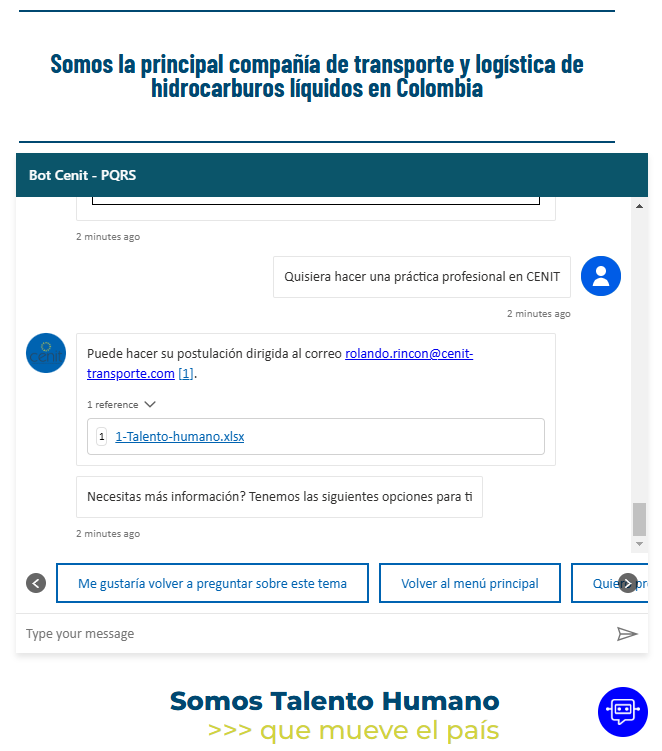 Somos la principal compañía de transporte y logística de
hidrocarburos líquidos en Colombia
Bot Cenit - PQRS
2 minutes ago
Quisiera hacer una práctica profesional en CENIT
2 minutes ago
cenit
Puede hacer su postulación dirigida al correo rolando.rincon@cenit-
transporte.com [1].
1 reference
1 1-Talento-humano.xlsx
Necesitas más información? Tenemos las siguientes opciones para ti
2 minutes ago
Me gustaría volver a preguntar sobre este tema
Volver al menú principal
Type your message
Somos Talento Humano
>>> que mueve el país